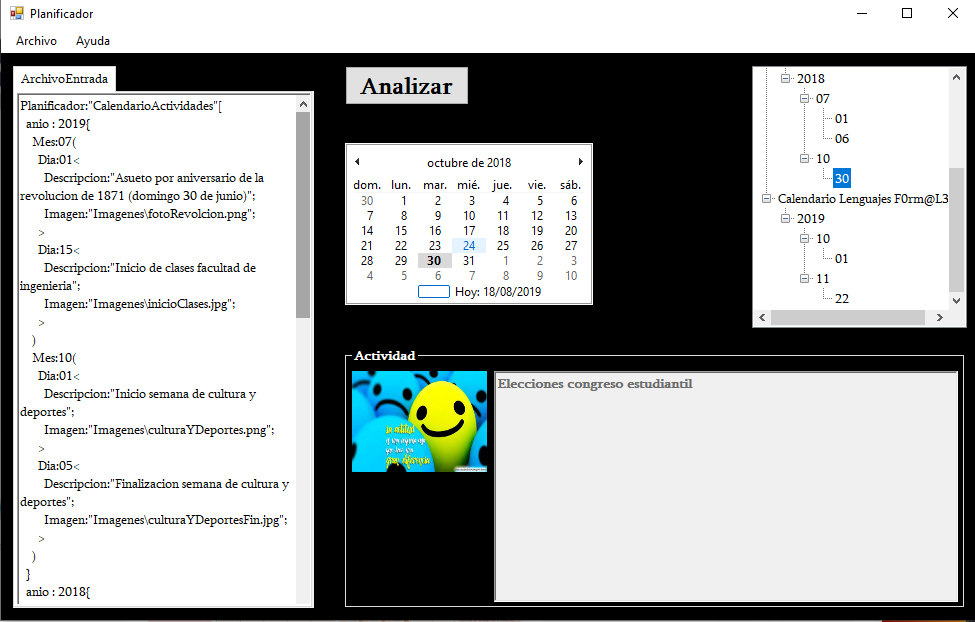 Planificador
Archivo Ayuda
ArchivoEntrada
Planificador:"CalendarioActividades"[
anio : 2019{
Mes:07(
Dia:01<
Descripcion:"Asueto por aniversario de la
revolucion de 1871 (domingo 30 de junio)";
Imagen:"Imagenes\fotoRevolcion.png";
>
Dia:15<
Descripcion:"Inicio de clases facultad de
ingenieria";
Imagen:"Imagenes\inicioClases.jpg";
>
)
Mes:10(
Dia:01<
Descripcion:"Inicio semana de cultura y
deportes";
Imagen:"Imagenes\culturaYDeportes.png";
>
Dia:05<
Descripcion:"Finalizacion semana de cultura y
deportes";
Imagen:"Imagenes\culturaYDeportesFin.jpg";
>
)
}
anio : 2018{
Analizar
octubre de 2018
dom. lun. mar. mié. jue. vie. sáb.
30 1 2 3 4 5 6
7 8 9 10 11 12 13
14 15 16 17 18 19 20
21 22 23 24 25 26 27
28 29 30 31 1 2 3
4 5 6 7 8 9 10
Hoy: 18/08/2019
2018
07
01
06
10
30
Calendario Lenguajes F0rm@L3
2019
10
01
11
22
Actividad
La actitud
gran diferencia
Elecciones congreso estudiantil